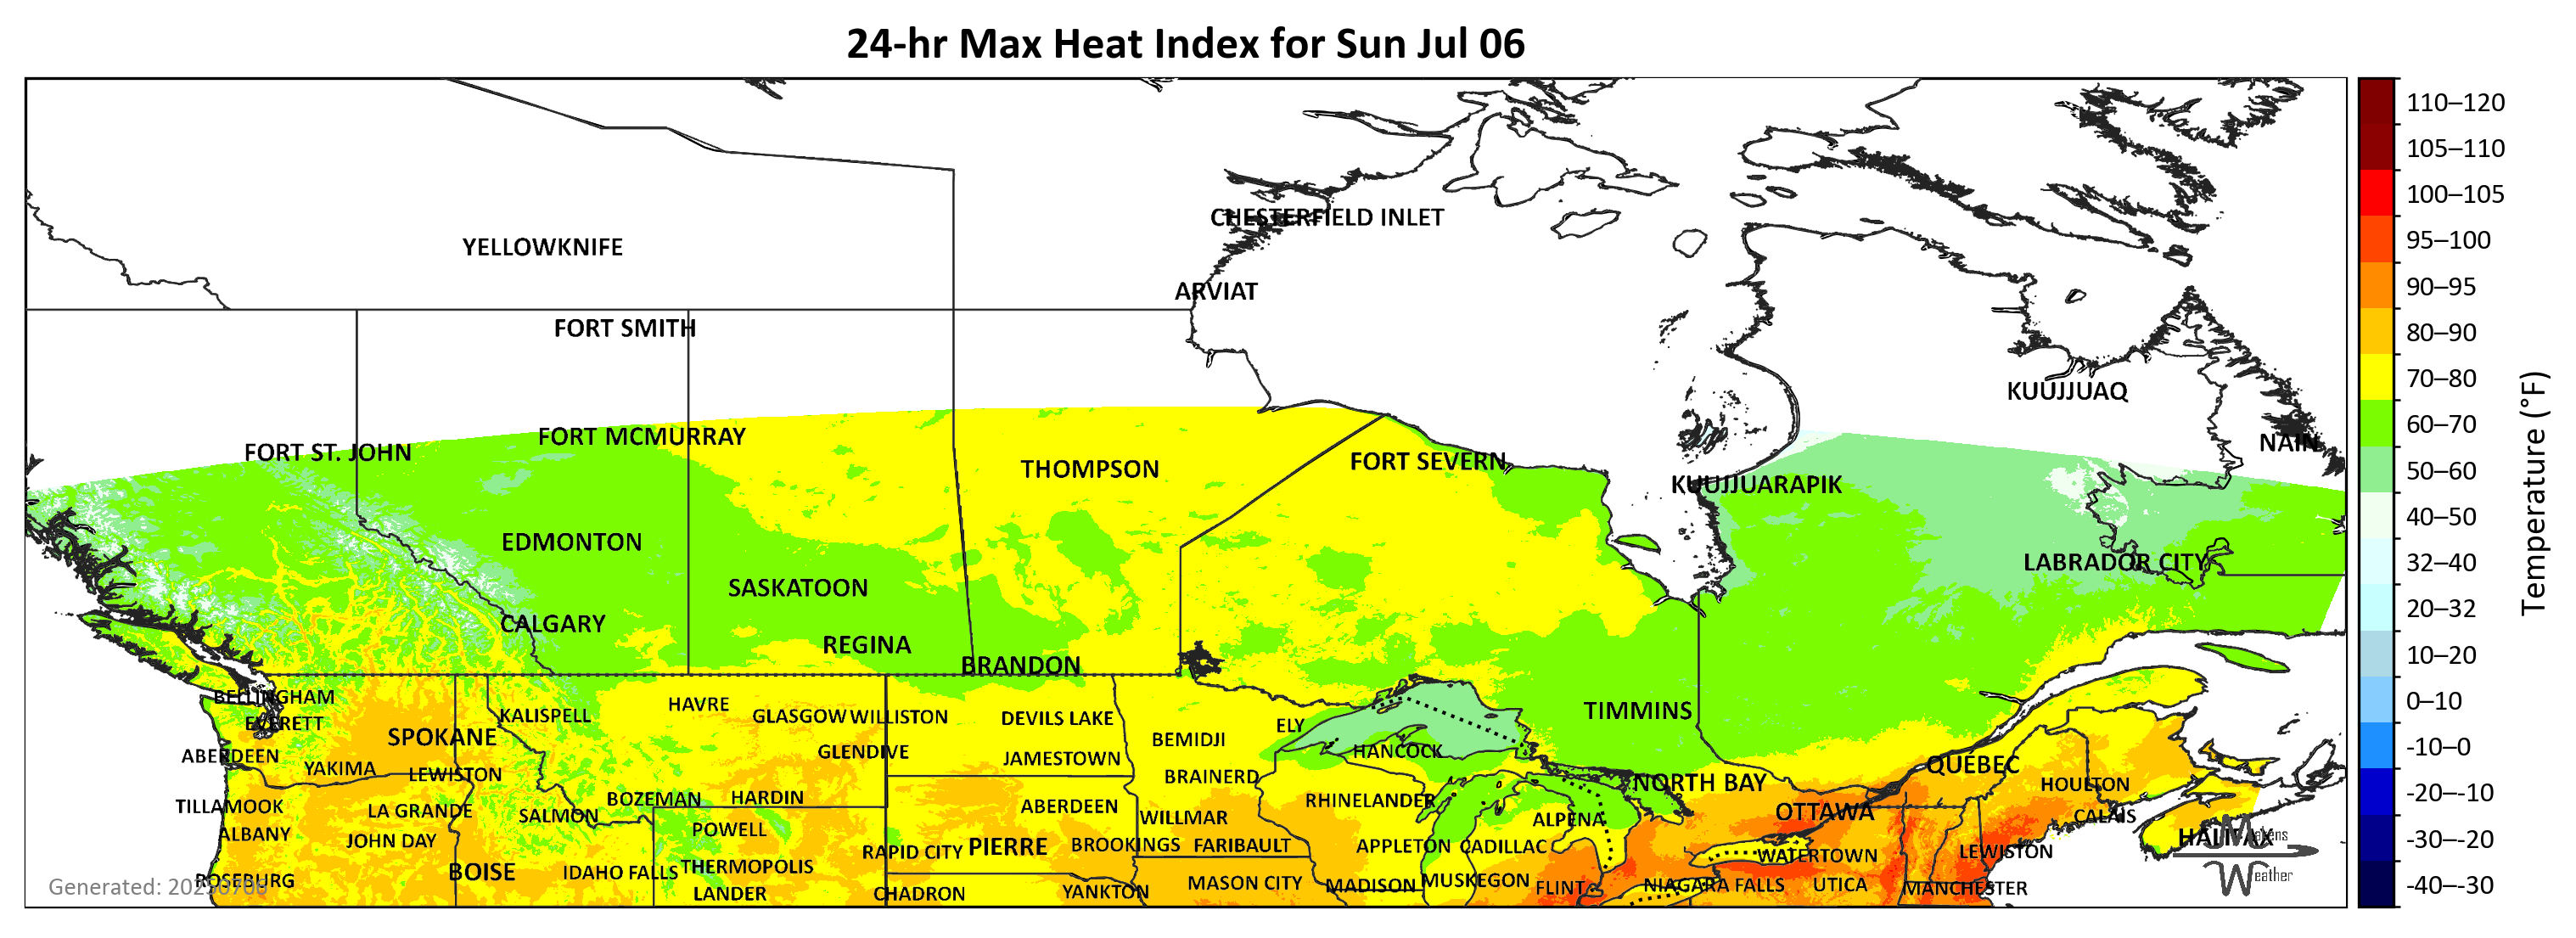 24-hr Max Heat Index for Sun Jul 06
110–120
105–110
CHESTERFIELD INLET
100–105
YELLOWKNIFE
95–100
ARVIAT
90–95
FORT SMITH
80–90
KUUJJUAQ
70–80
FORT MCMURRAY
60–70
FORT ST. JOHN
NAIN
THOMPSON
FORT SEVERN
50–60
KUUJJUARAPIK
40–50
Temperature (°F)
EDMONTON
LABRADOR CITY
32–40
SASKATOON
20–32
CALGARY
REGINA
BRANDON
10–20
BELLINGHAM
HAVRE
0–10
KALISPELL
GLASGOW
WILLISTON
DEVILS LAKE
TIMMINS
EVERETT
ELY
SPOKANE
BEMIDJI
-10–0
ABERDEEN
GLENDIVE
JAMESTOWN
HANCOCK
QUÉBEC
YAKIMA
LEWISTON
BRAINERD
NORTH BAY
HOULTON
-20–-10
TILLAMOOK
LA GRANDE
SALMON
BOZEMAN
HARDIN
ABERDEEN
RHINELANDER
OTTAWA
WILLMAR
ALPENA
CALAIS
ALBANY
JOHN DAY
POWELL
-30–-20
HALIFAX
Matens
Weather
RAPID CITY
PIERRE
BROOKINGS
FARIBAULT
APPLETON
CADILLAC
WATERTOWN
LEWISTON
BOISE
IDAHO FALLS
THERMOPOLIS
ROSEBURG
MASON CITY
MADISON
MUSKEGON
FLINT
NIAGARA FALLS
UTICA
MANCHESTER
-40–-30
Generated: 20250706
LANDER
CHADRON
YANKTON